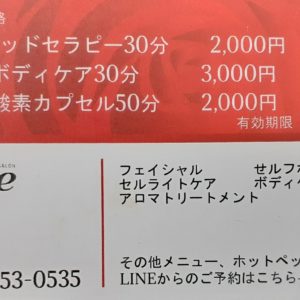 格
ッドセラピー30分 2,000円
ボディケア30分 3,000円
酸素カプセル50分 2,000円
有効期限
SALON
e
フェイシャル セルフホ
セルライトケア ボディケ
アロマトリートメント
53-0535
その他メニュー、ホットペッ
LINEからのご予約はこちら